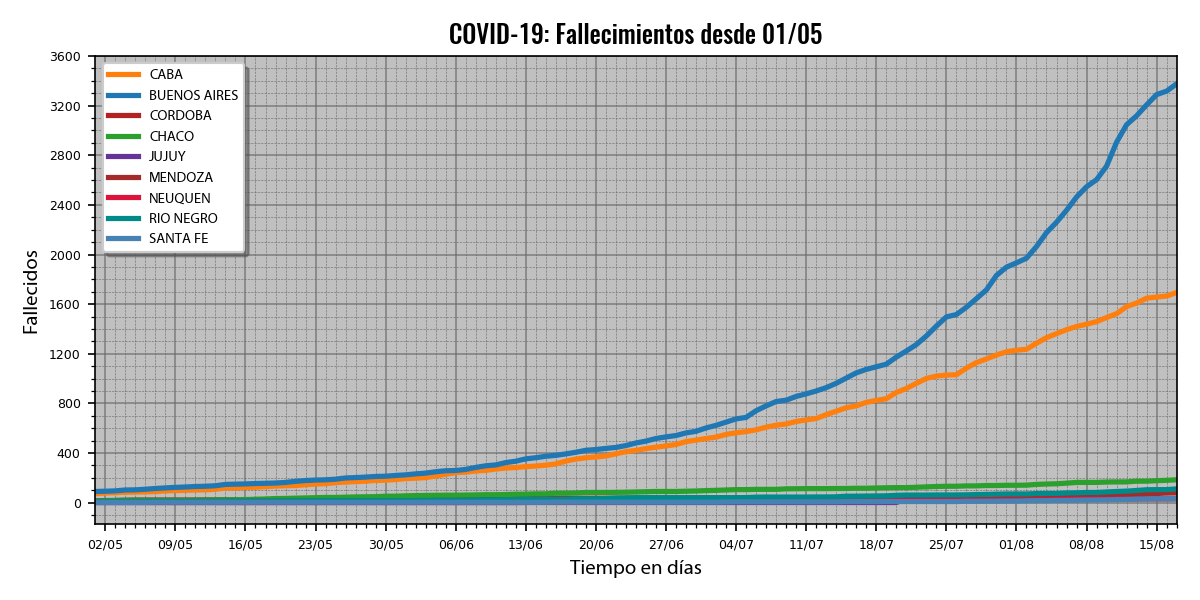 COVID-19: Fallecimientos desde 01/05
3600
3200
2800
2400
2000
1600
1200
800
400
0
Fallecidos
CABA
BUENOS AIRES
CORDOBA
CHACO
JUJUY
MENDOZA
NEUQUEN
RIO NEGRO
SANTA FE
02/05 09/05 16/05 23/05 30/05 06/06 13/06 20/06 27/06 04/07 11/07 18/07 25/07 01/08 08/08 15/08
Tiempo en días